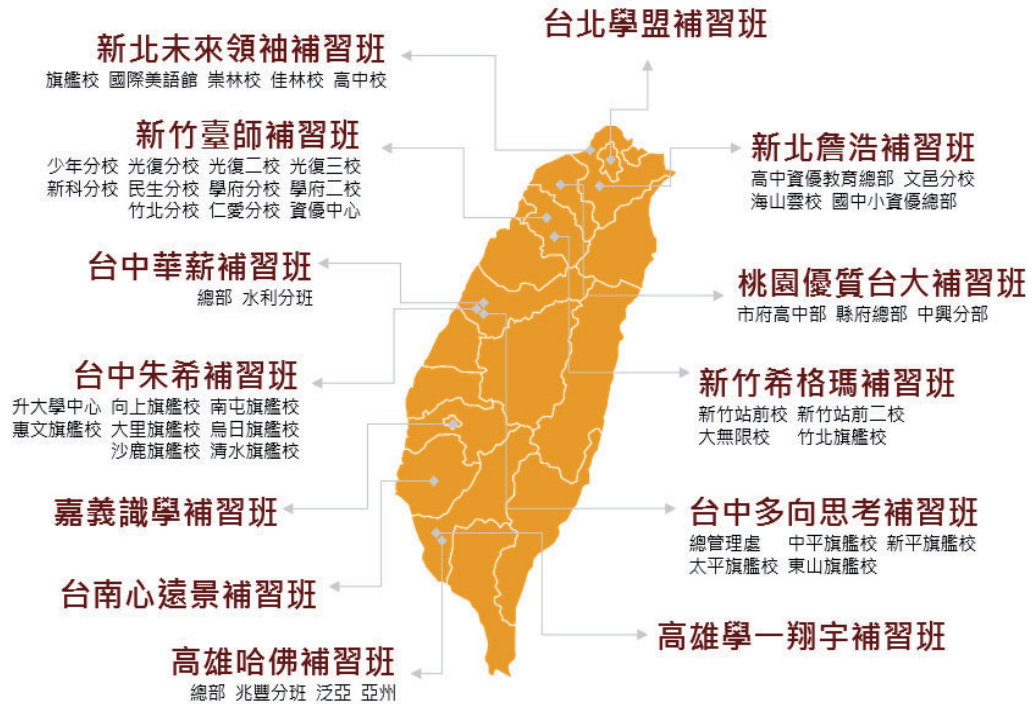 台北學盟補習班
新北未來領袖補習班
旗艦校 國際美語館 崇林校 佳林校 高中校
新竹臺師補習班
少年分校 光復分校 光復二校 光復三校
新科分校 民生分校 學府分校 學府二校
竹北分校 仁愛分校 資優中心
新北詹浩補習班
高中資優教育總部 文邑分校
海山雲校 國中小資優總部
台中華薪補習班
總部 水利分班
桃園優質台大補習班
市府高中部 縣府總部 中興分部
台中朱希補習班
升大學中心 向上旗艦校 南屯旗艦校
惠文旗艦校 大里旗艦校 烏日旗艦校
沙鹿旗艦校 清水旗艦校
新竹希格瑪補習班
新竹站前校 新竹站前二校
大無限校 竹北旗艦校
嘉義識學補習班
台中多向思考補習班
總管理處 中平旗艦校 新平旗艦校
太平旗艦校 東山旗艦校
台南心遠景補習班
高雄學一翔宇補習班
高雄哈佛補習班
總部 兆豐分班 泛亞 亞州